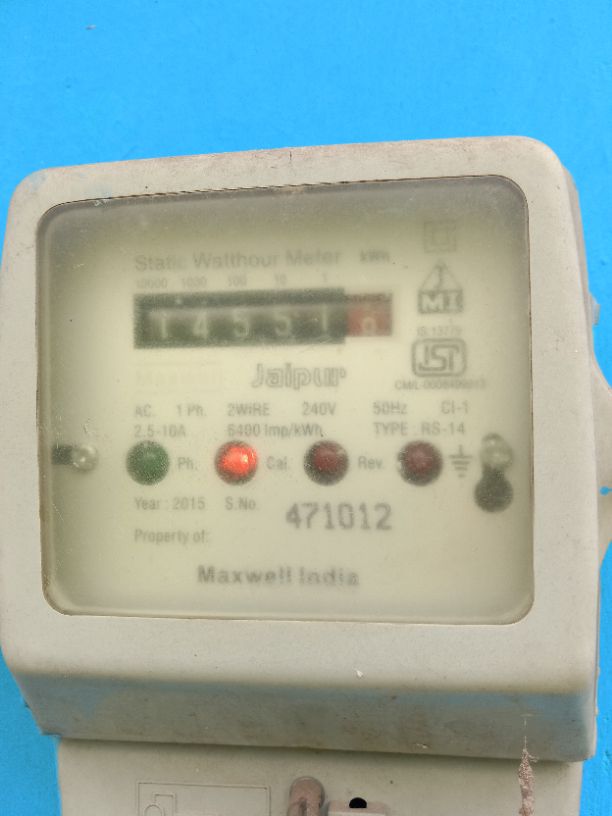 Static Watthour Meter kWh
10000 1000 100 10 1
1 4 5 5 1
MI
IS:13779
ISI
Maxwell
Jaipur
AC. 1 Ph. 2WiRE 240V 50Hz Cl-1
2.5-10A 6400 Imp/kWh TYPE : RS-14
Ph. Cal. Rev.
Year : 2015 S.No. 471012
Property of:
Maxwell India